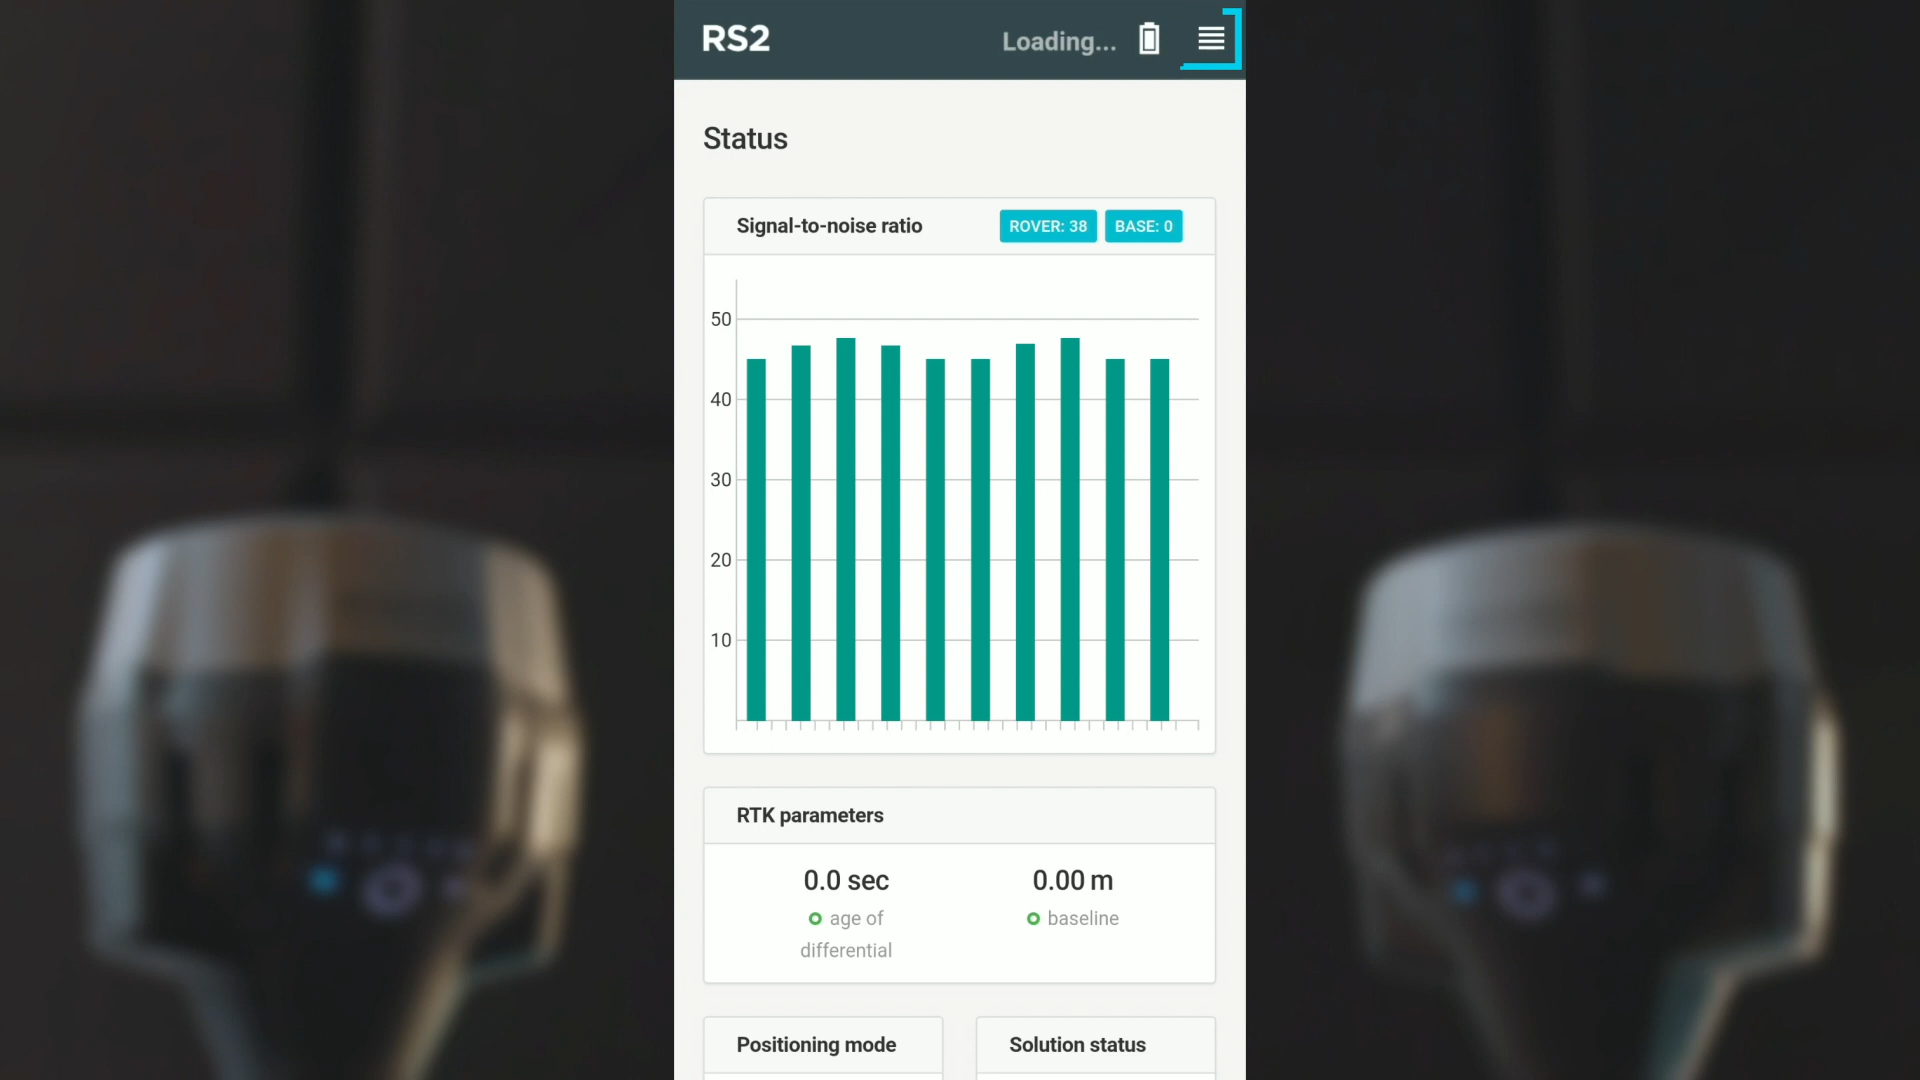 RS2
Loading...
Status
Signal-to-noise ratio
ROVER: 38
BASE: 0
50
40
30
20
10
RTK parameters
0.0 sec
age of
differential
0.00 m
baseline
Positioning mode
Solution status